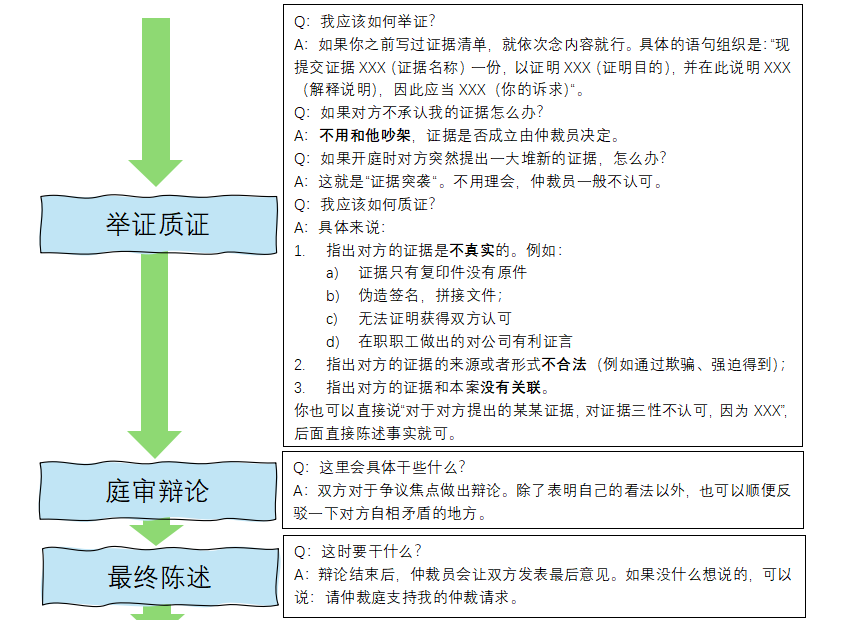 举证质证
Q：我应该如何举证？
A：如果你之前写过证据清单，就依次念内容就行。具体的语句组织是：“现
提交证据 XXX（证据名称）一份，以证明 XXX（证明目的），并在此说明 XXX
（解释说明），因此应当 XXX（你的诉求）“。
Q：如果对方不承认我的证据怎么办？
A：不用和他吵架，证据是否成立由仲裁员决定。
Q：如果开庭时对方突然提出一大堆新的证据，怎么办？
A：这就是“证据突袭“。不用理会，仲裁员一般不认可。
Q：我应该如何质证？
A：具体来说：
1. 指出对方的证据是不真实的。例如：
a) 证据只有复印件没有原件
b) 伪造签名，拼接文件；
c) 无法证明获得双方认可
d) 在职职工做出的对公司有利证言
2. 指出对方的证据的来源或者形式不合法（例如通过欺骗、强迫得到）；
3. 指出对方的证据和本案没有关联。
你也可以直接说“对于对方提出的某某证据，对证据三性不认可，因为 XXX”，
后面直接陈述事实就可。
庭审辩论
Q：这里会具体干些什么？
A：双方对于争议焦点做出辩论。除了表明自己的看法以外，也可以顺便反
驳一下对方自相矛盾的地方。
最终陈述
Q：这时要干什么？
A：辩论结束后，仲裁员会让双方发表最后意见。如果没什么想说的，可以
说：请仲裁庭支持我的仲裁请求。